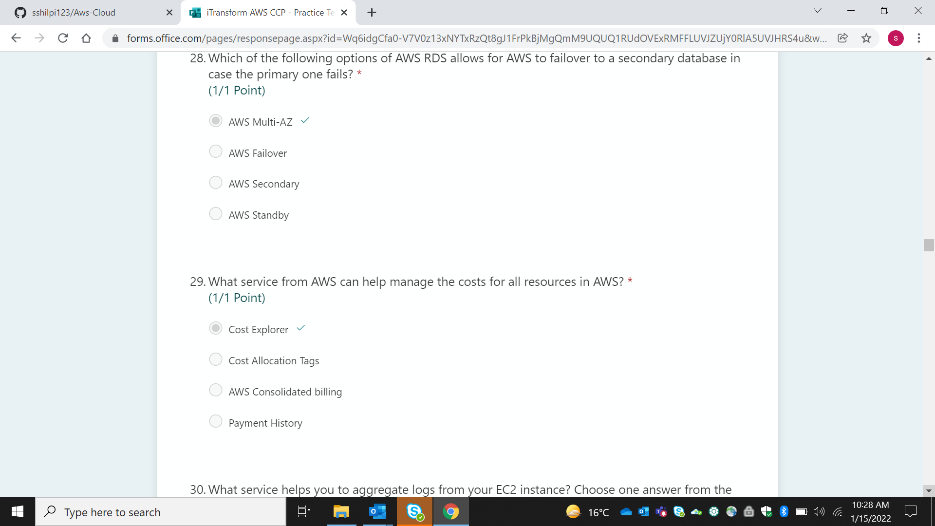 sshilpi123/Aws-Cloud
iTransform AWS CCP - Practice Te
forms.office.com/pages/responsepage.aspx?id=Wq6idgCfa0-V7V0z13xNYTxRzQt8gJ1FrPkBjMgQmM9UQUQ1RUdOVExRMFFLUVJZUjY0RlA5UVJHRS4u&w...
s
28. Which of the following options of AWS RDS allows for AWS to failover to a secondary database in
case the primary one fails? *
(1/1 Point)
AWS Multi-AZ
AWS Failover
AWS Secondary
AWS Standby
29. What service from AWS can help manage the costs for all resources in AWS? *
(1/1 Point)
Cost Explorer
Cost Allocation Tags
AWS Consolidated billing
Payment History
30. What service helps you to aggregate logs from your EC2 instance? Choose one answer from the
Type here to search
16°C
10:28 AM
1/15/2022